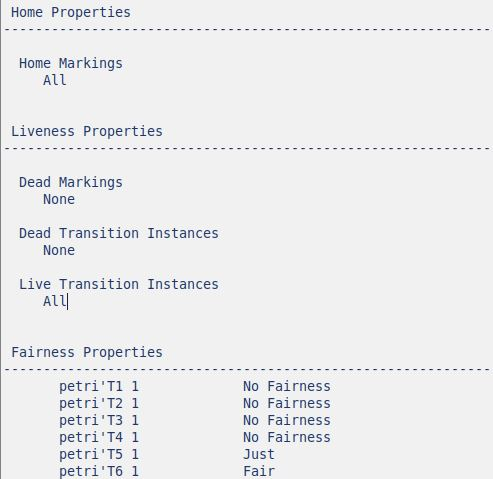 Home Properties
------------------------------------------------------------
Home Markings
All
Liveness Properties
------------------------------------------------------------
Dead Markings
None
Dead Transition Instances
None
Live Transition Instances
All
Fairness Properties
------------------------------------------------------------
petri'T1 1 No Fairness
petri'T2 1 No Fairness
petri'T3 1 No Fairness
petri'T4 1 No Fairness
petri'T5 1 Just
petri'T6 1 Fair